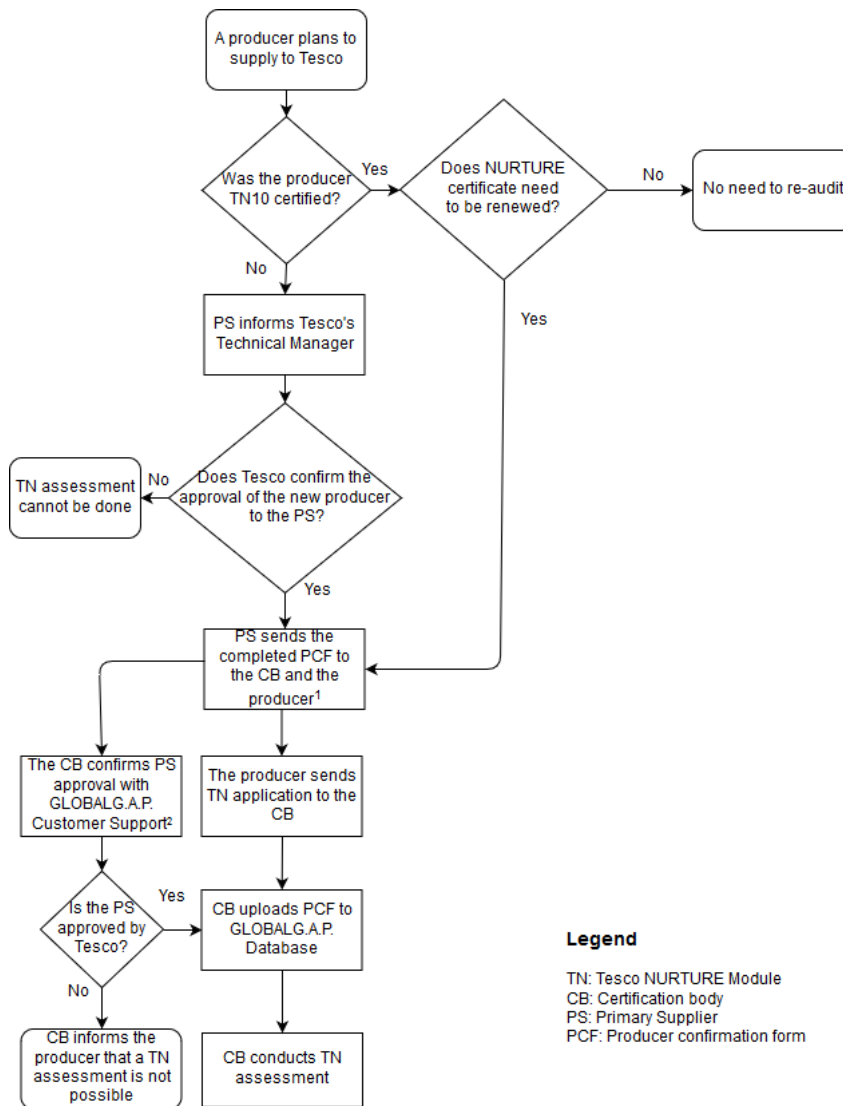 A producer plans to
supply to Tesco
Was the producer
TN10 certified?
Yes
Does NURTURE
certificate need
to be renewed?
No
No need to re-audit
No
Yes
PS informs Tesco's
Technical Manager
Does Tesco confirm the
approval of the new producer
to the PS?
No
TN assessment
cannot be done
Yes
PS sends the
completed PCF to
the CB and the
producer¹
The CB confirms PS
approval with
GLOBALG.A.P.
Customer Support²
The producer sends
TN application to the
CB
Is the PS
approved by
Tesco?
Yes
CB uploads PCF to
GLOBALG.A.P.
Database
No
CB informs the
producer that a TN
assessment is not
possible
CB conducts TN
assessment
Legend
TN: Tesco NURTURE Module
CB: Certification body
PS: Primary Supplier
PCF: Producer confirmation form